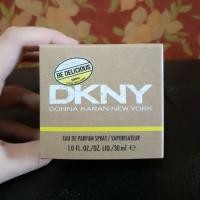 BE DELICIOUS
DKNY
DONNA KARAN NEW YORK
EAU DE PARFUM SPRAY / VAPORISATEUR
1.0 FL.OZ./OZ. LIQ./30 ml ℮